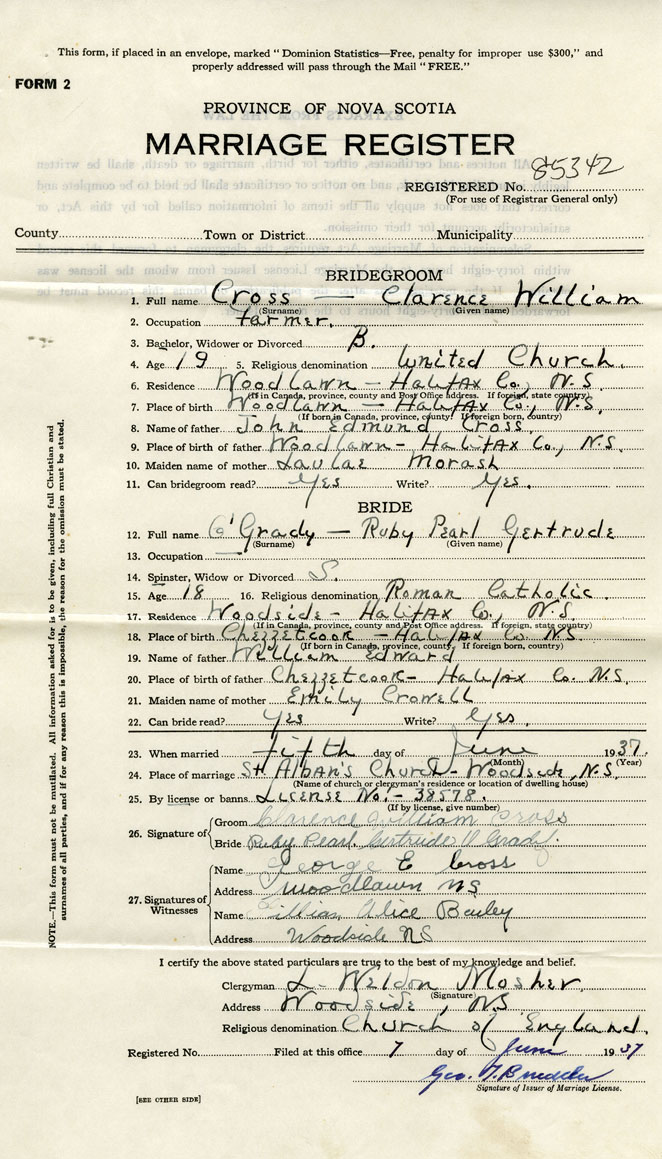 This form, if placed in an envelope, marked "Dominion Statistics—Free, penalty for improper use $300," and
properly addressed will pass through the Mail "FREE."
FORM 2
PROVINCE OF NOVA SCOTIA
MARRIAGE REGISTER
REGISTERED No. 85342
(For use of Registrar General only)
County Town or District Municipality
BRIDEGROOM
1. Full name Cross — Clarence William
(Surname) (Given name)
2. Occupation farmer.
3. Bachelor, Widower or Divorced B.
4. Age 19 5. Religious denomination United Church.
6. Residence Woodlawn — Halifax Co., N.S.
(If in Canada, province, county and Post Office address. If foreign, state country)
7. Place of birth Woodlawn — Halifax Co., N.S.
(If born in Canada, province, county. If foreign born, country)
8. Name of father John Edmund Cross.
9. Place of birth of father Woodlawn - Halifax Co., N.S.
10. Maiden name of mother Morash
11. Can bridegroom read? Yes Write? Yes.
BRIDE
12. Full name O'Grady — Ruby Pearl Gertrude
(Surname) (Given name)
13. Occupation —
14. Spinster, Widow or Divorced S.
15. Age 18 16. Religious denomination Roman Catholic.
17. Residence Woodside - Halifax Co., N.S.
(If in Canada, province, county and Post Office address. If foreign, state country)
18. Place of birth Chezzetcook - Halifax Co. N.S.
(If born in Canada, province, county. If foreign born, country)
19. Name of father William Edward
20. Place of birth of father Chezzetcook - Halifax Co. N.S.
21. Maiden name of mother Emily Crowell
22. Can bride read? Yes Write? Yes.
23. When married fifth day of June 1937.
(Month) (Year)
24. Place of marriage St Alban's Church - Woodside, N.S.
(Name of church or clergyman's residence or location of dwelling house)
25. By license or banns License No. - 38578.
(If by license, give number)
26. Signature of
Groom Clarence William Cross
Bride Ruby Pearl Gertrude O Grady.
27. Signatures of Witnesses
Name George E Cross
Address Woodlawn NS
Name Lillian Alice Bailey
Address Woodside NS
I certify the above stated particulars are true to the best of my knowledge and belief.
Clergyman L. Weldon Mosher
(Signature)
Address Woodside, N.S
Religious denomination Church of England.
Registered No. Filed at this office 7 day of June 1937
Geo.
Signature of Issuer of Marriage License.
[SEE OTHER SIDE]
NOTE.—This form must not be mutilated. All information asked for is to be given, including full Christian and
surnames of all parties, and if for any reason this is impossible, the reason for the omission must be stated.